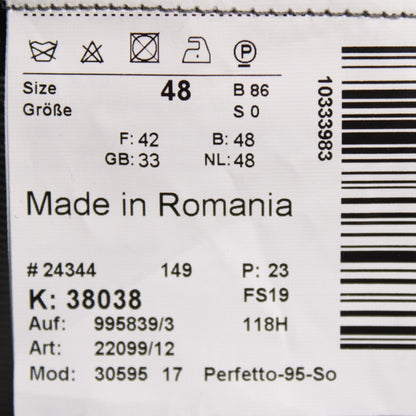 P
Size 48 B 86
Größe S 0
F: 42 B: 48
GB: 33 NL: 48
Made in Romania
# 24344 149 P: 23
K: 38038 FS19
Auf: 995839/3 118H
Art: 22099/12
Mod: 30595 17 Perfetto-95-So
10333983